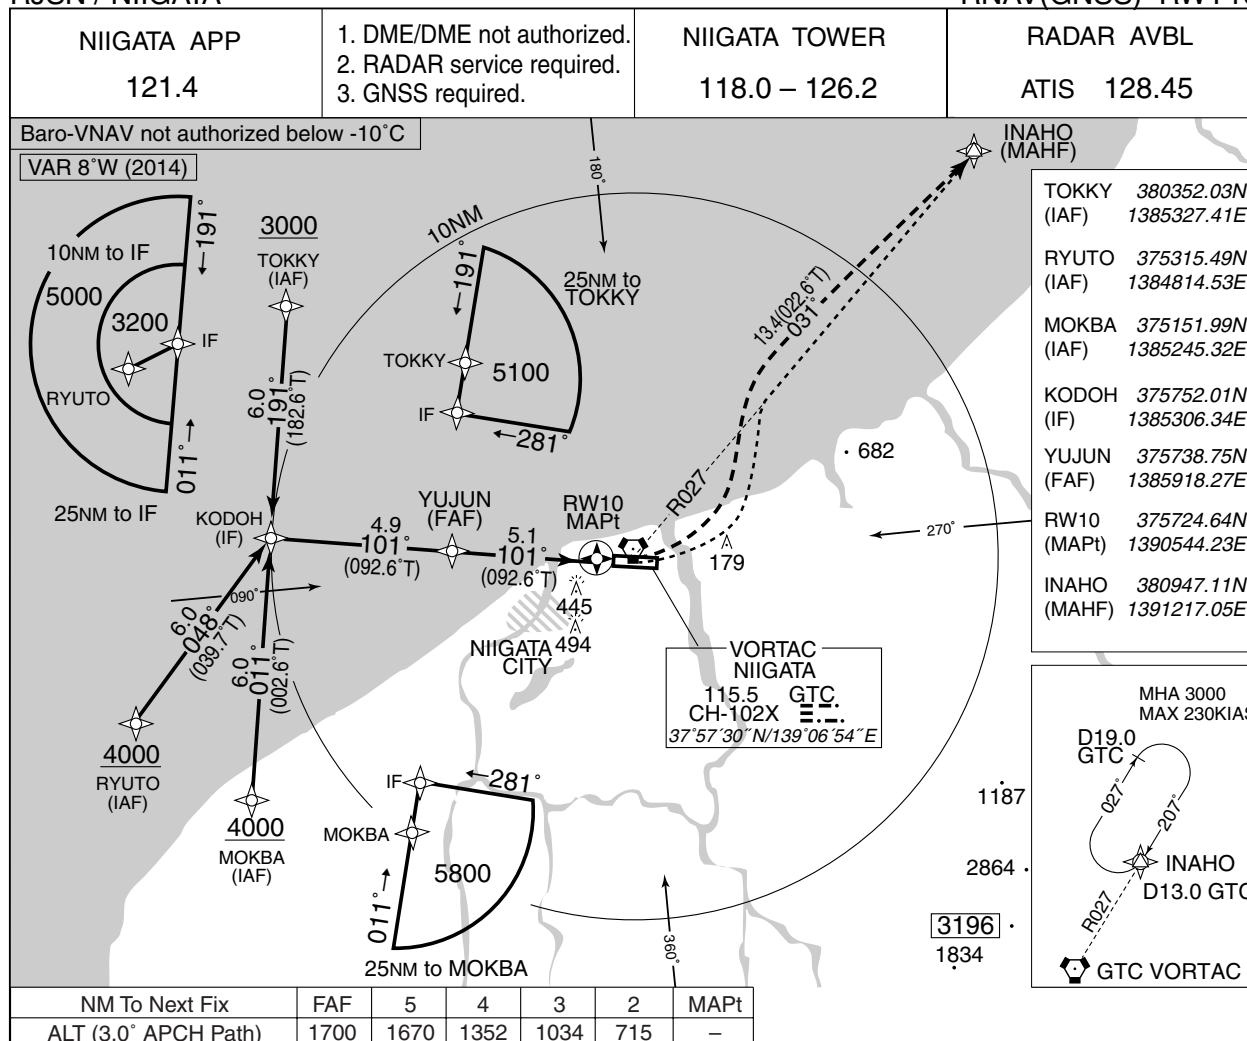 RJSN / NIIGATA
RNAV(GNSS) RWY 10
NIIGATA APP
121.4
1. DME/DME not authorized.
2. RADAR service required.
3. GNSS required.
NIIGATA TOWER
118.0 – 126.2
RADAR AVBL
ATIS 128.45
Baro-VNAV not authorized below -10˚C
VAR 8˚W (2014)
INAHO
(MAHF)
180˚
10NM
191˚
10NM to IF
5000
3200
IF
RYUTO
011˚
25NM to IF
3000
TOKKY
(IAF)
6.0
191˚
(182.6˚T)
191˚
25NM to
TOKKY
TOKKY
5100
IF
281˚
13.4(022.6˚T)
031˚
R027
682
TOKKY 380352.03N
(IAF) 1385327.41E
RYUTO 375315.49N
(IAF) 1384814.53E
MOKBA 375151.99N
(IAF) 1385245.32E
KODOH 375752.01N
(IF) 1385306.34E
YUJUN 375738.75N
(FAF) 1385918.27E
RW10 375724.64N
(MAPt) 1390544.23E
INAHO 380947.11N
(MAHF) 1391217.05E
KODOH
(IF)
4.9
101˚
(092.6˚T)
YUJUN
(FAF)
5.1
101˚
(092.6˚T)
RW10
MAPt
179
270˚
090˚
445
494
NIIGATA
CITY
6.0
048˚
(039.7˚T)
6.0
011˚
(002.6˚T)
VORTAC
NIIGATA
115.5 GTC
CH-102X
37˚57´30˝N/139˚06´54˝E
4000
RYUTO
(IAF)
4000
MOKBA
(IAF)
IF
281˚
MOKBA
5800
011˚
25NM to MOKBA
360˚
1187
2864
3196
1834
MHA 3000
MAX 230KIAS
D19.0
GTC
027˚
207˚
INAHO
D13.0 GTC
R027
GTC VORTAC
NM To Next Fix FAF 5 4 3 2 MAPt
ALT (3.0˚ APCH Path) 1700 1670 1352 1034 715 –